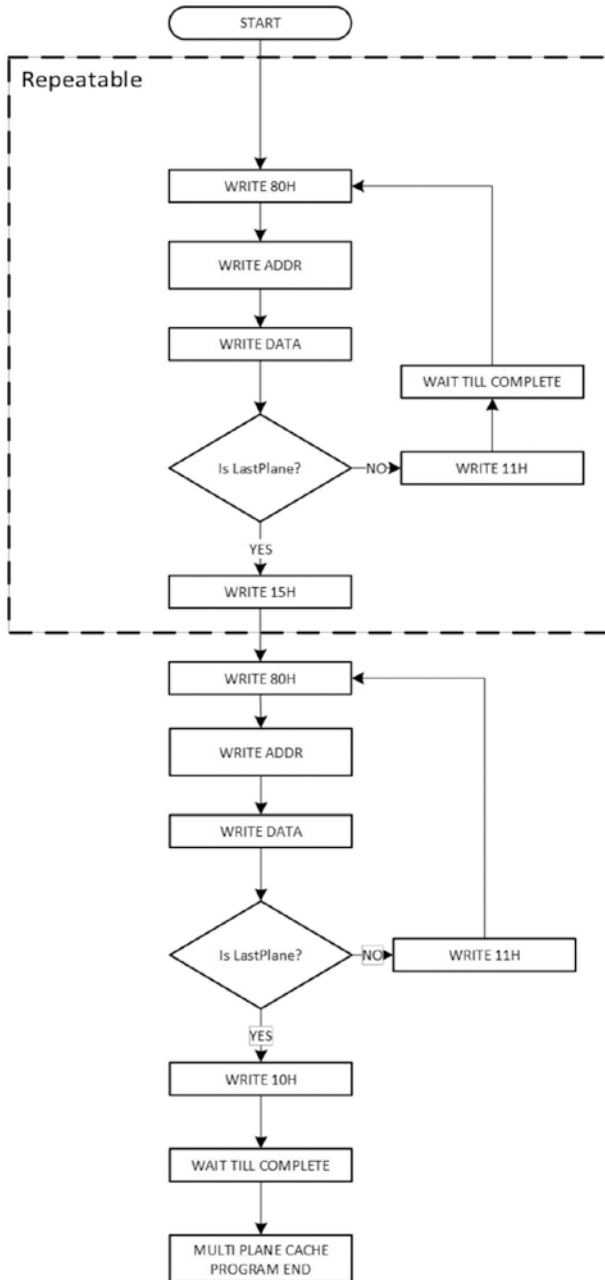 START
Repeatable
WRITE 80H
WRITE ADDR
WRITE DATA
WAIT TILL COMPLETE
Is LastPlane?
NO
WRITE 11H
YES
WRITE 15H
WRITE 80H
WRITE ADDR
WRITE DATA
Is LastPlane?
NO
WRITE 11H
YES
WRITE 10H
WAIT TILL COMPLETE
MULTI PLANE CACHE
PROGRAM END